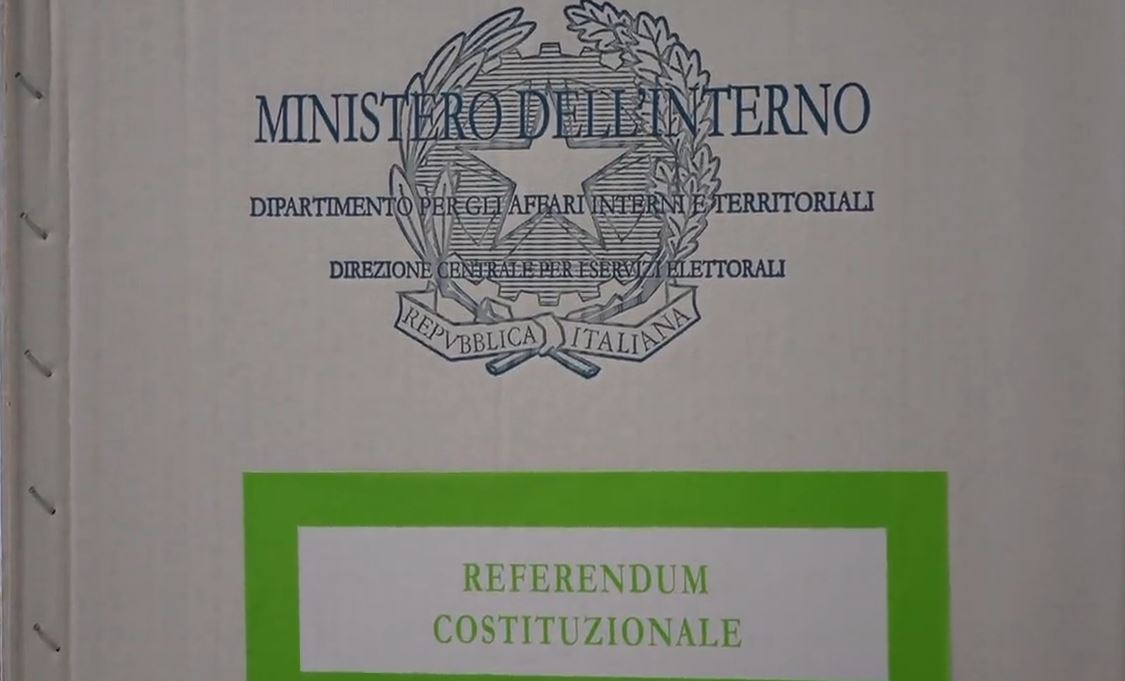 MINISTERO DELL'INTERNO
DIPARTIMENTO PER GLI AFFARI INTERNI E TERRITORIALI
DIREZIONE CENTRALE PER I SERVIZI ELETTORALI
REPVBBLICA ITALIANA
REFERENDUM
COSTITUZIONALE